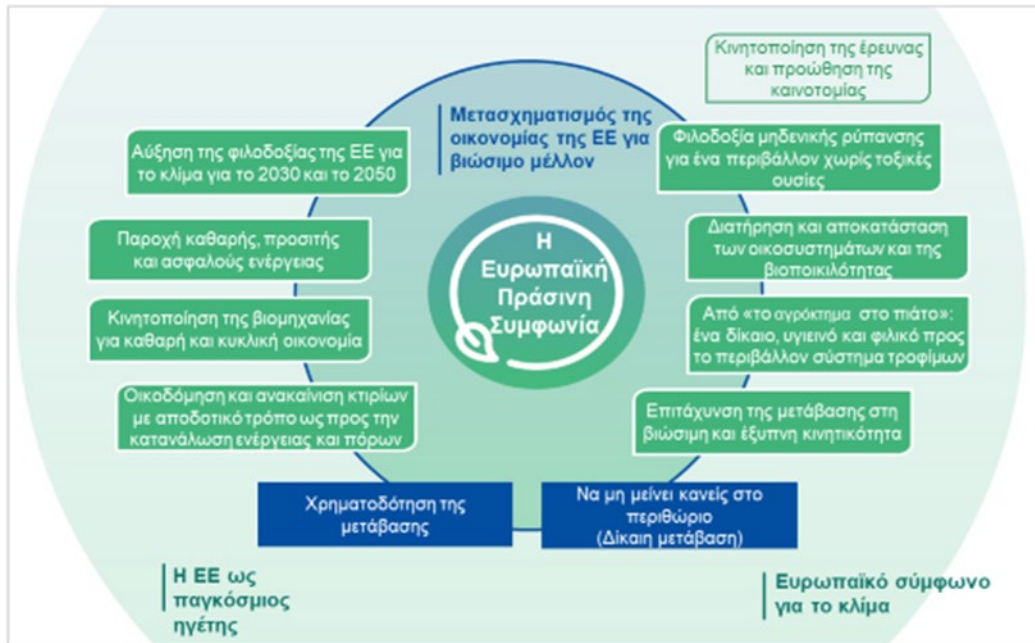 Κινητοποίηση της έρευνας
και προώθηση της
καινοτομίας
Μετασχηματισμός της
οικονομίας της ΕΕ για
βιώσιμο μέλλον
Αύξηση της φιλοδοξίας της ΕΕ για
το κλίμα για το 2030 και το 2050
Φιλοδοξία μηδενικής ρύπανσης
για ένα περιβάλλον χωρίς τοξικές
ουσίες
Παροχή καθαρής, προσιτής
και ασφαλούς ενέργειας
Διατήρηση και αποκατάσταση
των οικοσυστημάτων και της
βιοποικιλότητας
Η
Ευρωπαϊκή
Πράσινη
Συμφωνία
Κινητοποίηση της βιομηχανίας
για καθαρή και κυκλική οικονομία
Από «το αγρόκτημα στο πιάτο»:
ένα δίκαιο, υγιεινό και φιλικό προς
το περιβάλλον σύστημα τροφίμων
Οικοδόμηση και ανακαίνιση κτιρίων
με αποδοτικό τρόπο ως προς την
κατανάλωση ενέργειας και πόρων
Επιτάχυνση της μετάβασης στη
βιώσιμη και έξυπνη κινητικότητα
Χρηματοδότηση της
μετάβασης
Να μη μείνει κανείς στο
περιθώριο
(Δίκαιη μετάβαση)
Η ΕΕ ως
παγκόσμιος
ηγέτης
Ευρωπαϊκό σύμφωνο
για το κλίμα